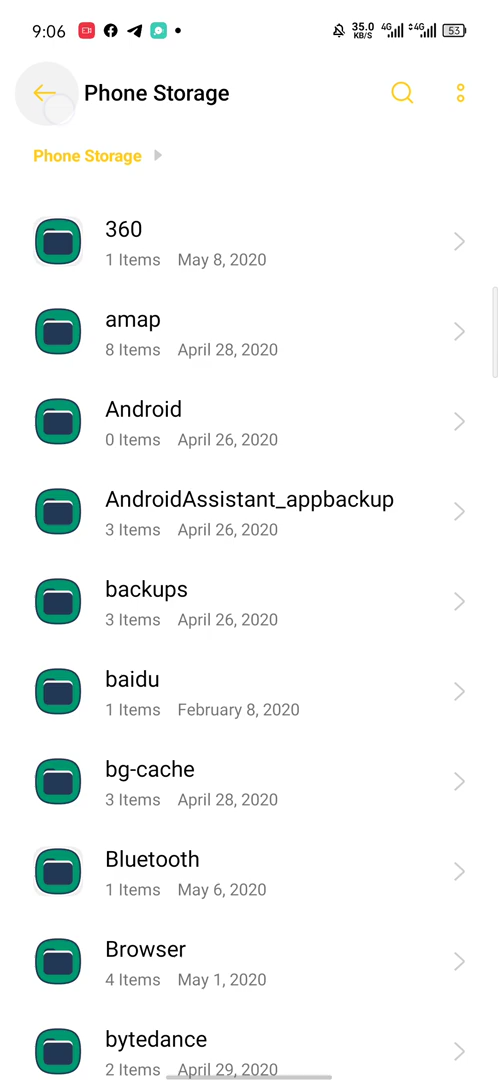 9:06 35.0 KB/S 4G 4G 53
Phone Storage
Phone Storage
360
1 Items May 8, 2020
amap
8 Items April 28, 2020
Android
0 Items April 26, 2020
AndroidAssistant_appbackup
3 Items April 26, 2020
backups
3 Items April 26, 2020
baidu
1 Items February 8, 2020
bg-cache
3 Items April 28, 2020
Bluetooth
1 Items May 6, 2020
Browser
4 Items May 1, 2020
bytedance
2 Items April 29, 2020